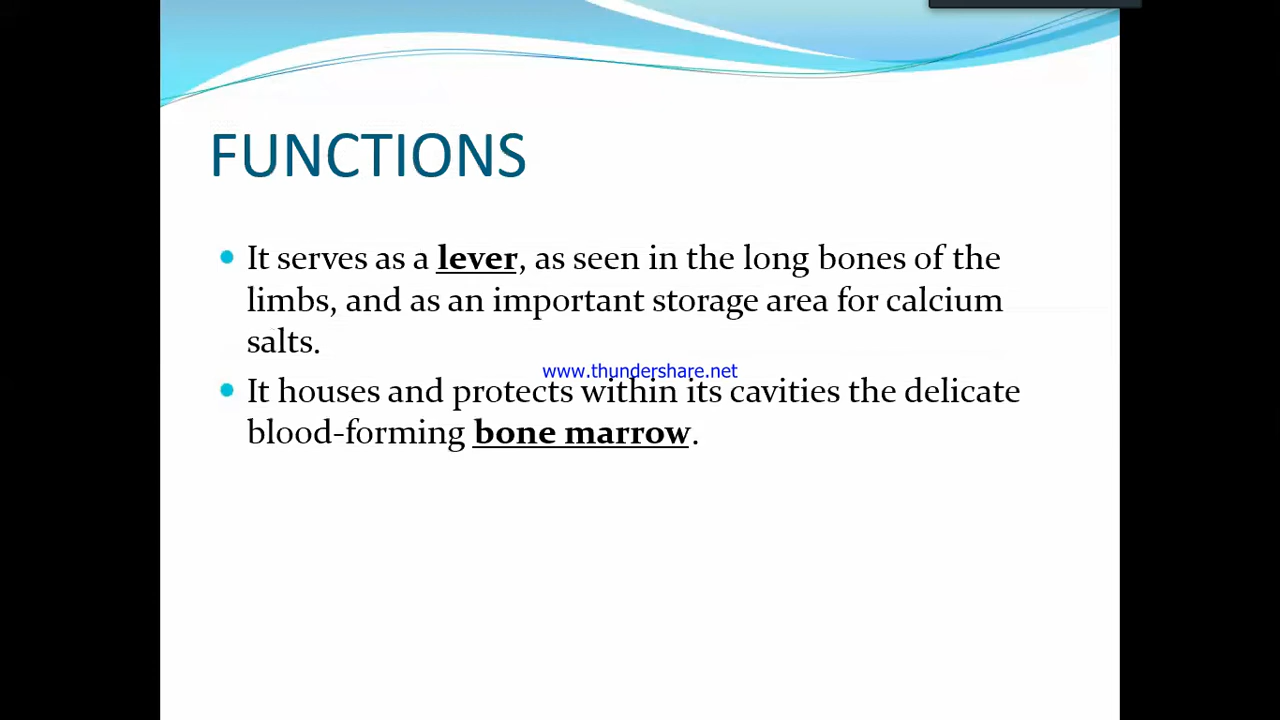 FUNCTIONS
It serves as a lever, as seen in the long bones of the
limbs, and as an important storage area for calcium
salts.
www.thundershare.net
It houses and protects within its cavities the delicate
blood-forming bone marrow.